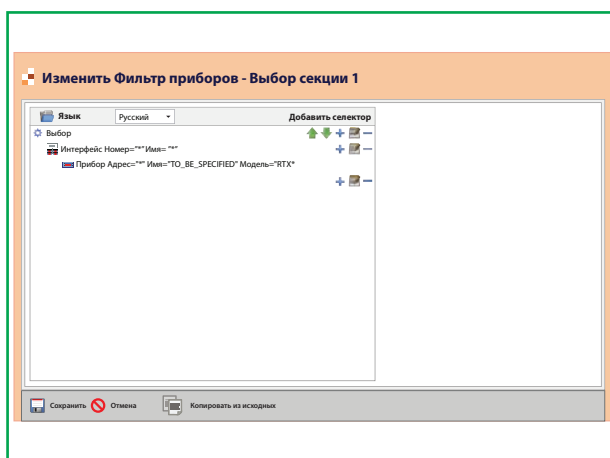 Изменить Фильтр приборов - Выбор секции 1
Язык Русский Добавить селектор
Выбор
Интерфейс Номер="*" Имя= "*"
Прибор Адрес="*" Имя="TO_BE_SPECIFIED" Модель="RTX*
Сохранить Отмена Копировать из исходных